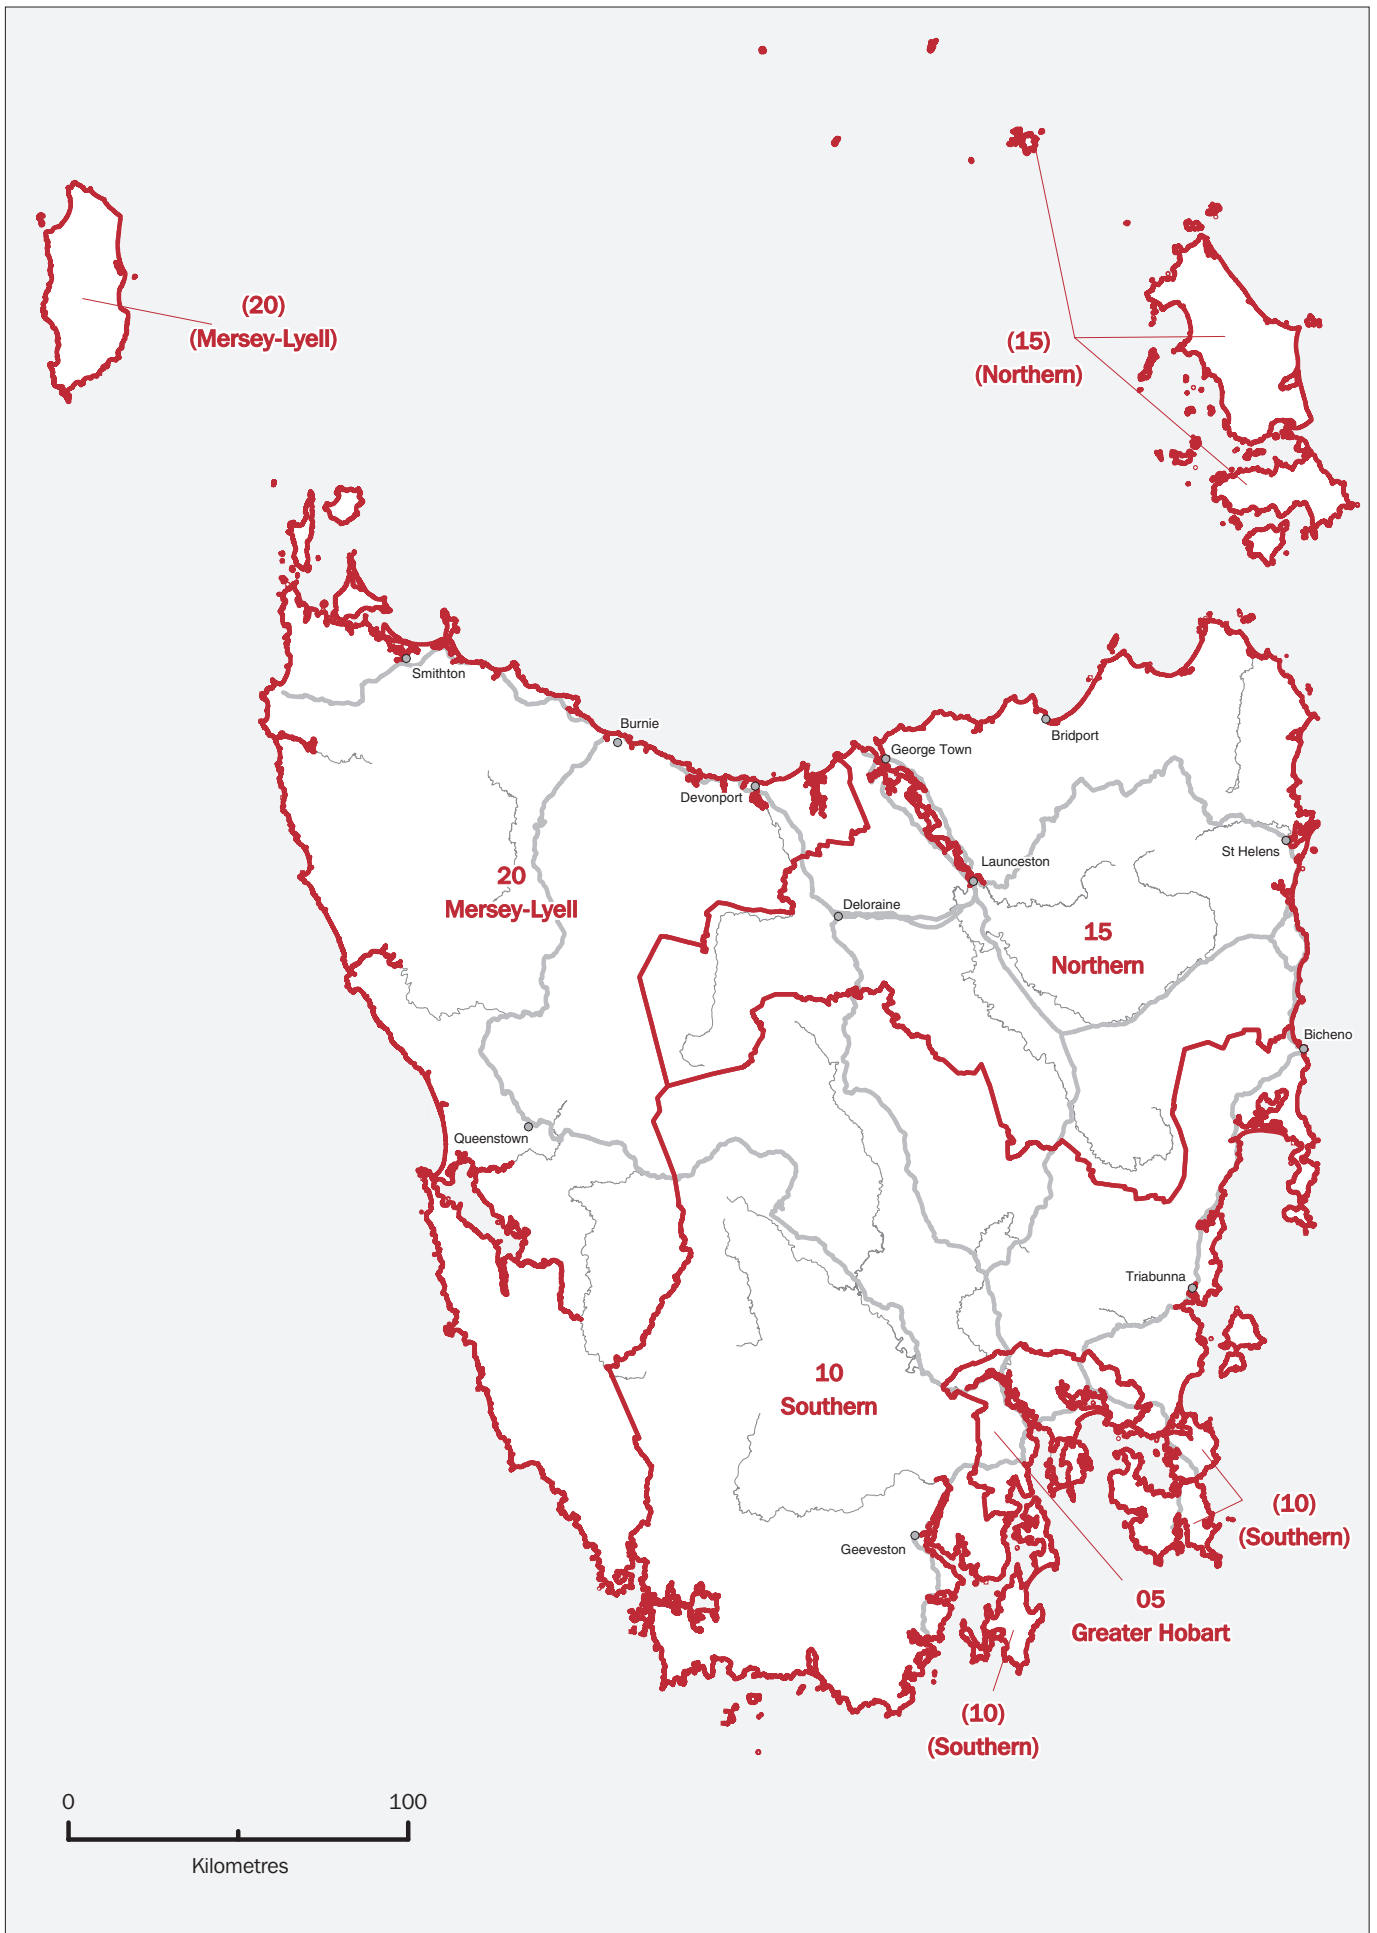 (20)
(Mersey-Lyell)
(15)
(Northern)
Smithton
Burnie
Bridport
George Town
Devonport
St Helens
Launceston
20
Mersey-Lyell
Deloraine
15
Northern
Bicheno
Queenstown
Triabunna
10
Southern
(10)
(Southern)
Geeveston
05
Greater Hobart
(10)
(Southern)
0 100
Kilometres